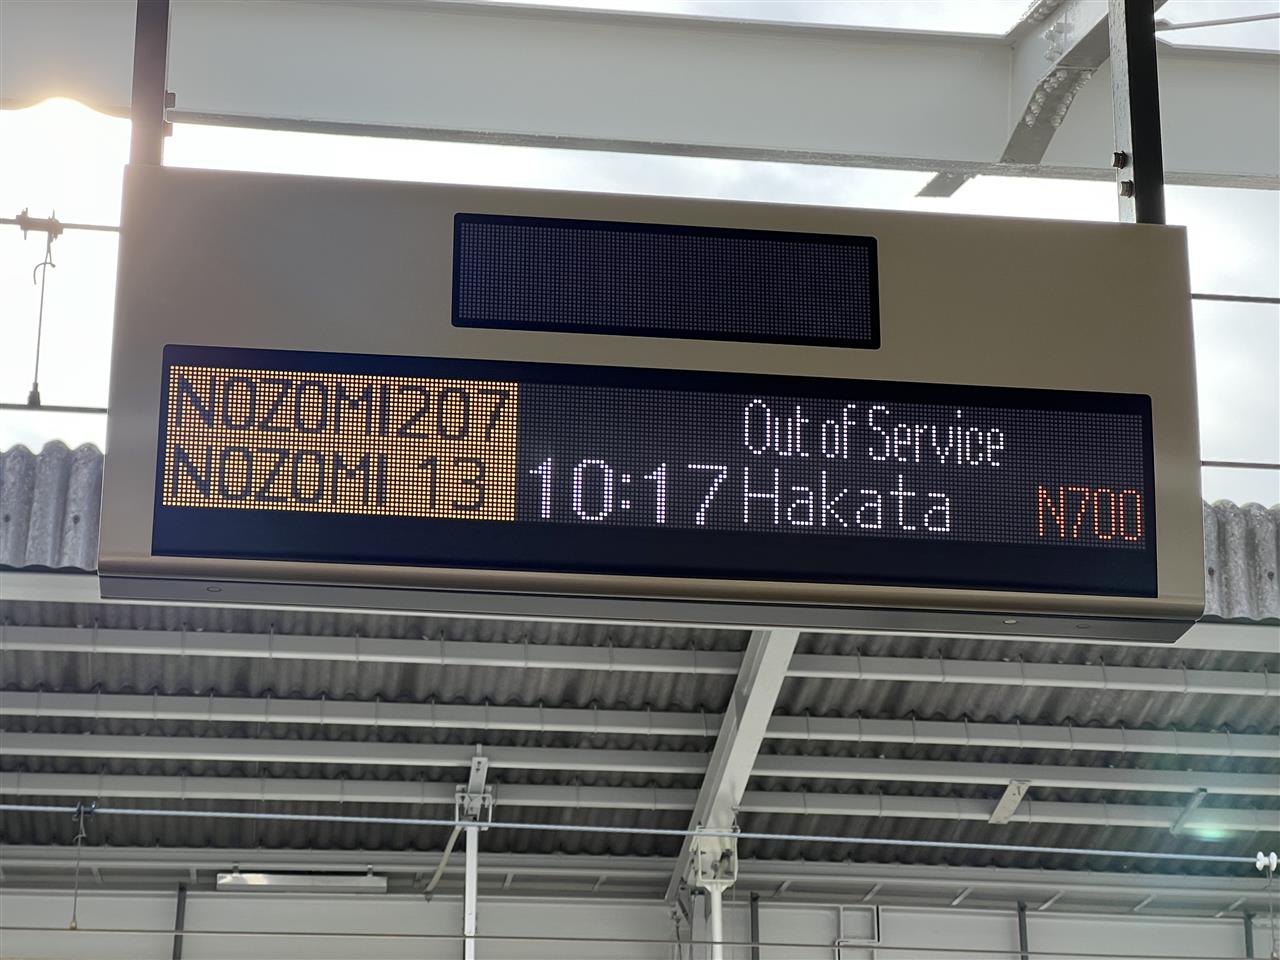 NOZOMI207 Out of Service
NOZOMI 13 10:17 Hakata N700